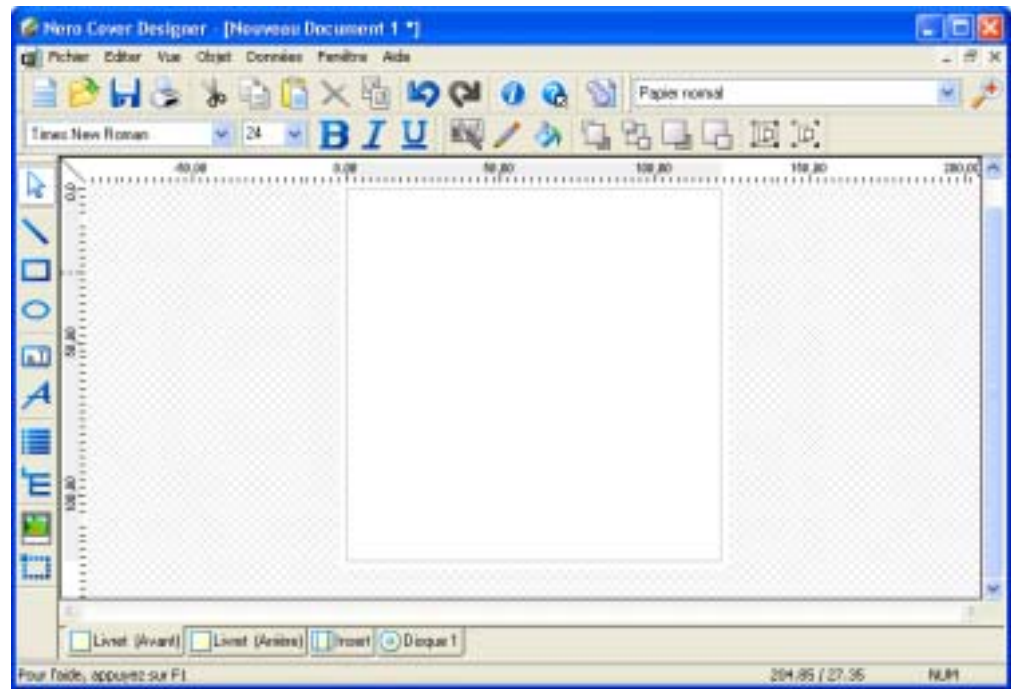 Nero Cover Designer - [Nouveau Document 1 *]
Fichier Editer Vue Objet Données Fenêtre Aide
Papier normal
Times New Roman 24 B I U
-50,00 0,00 50,00 100,00 150,00 200,00
0,0
50,00
100,00
A
Livret (Avant) Livret (Arrière) Insert Disque 1
Pour l'aide, appuyez sur F1 204.85 / 27.35 NUM